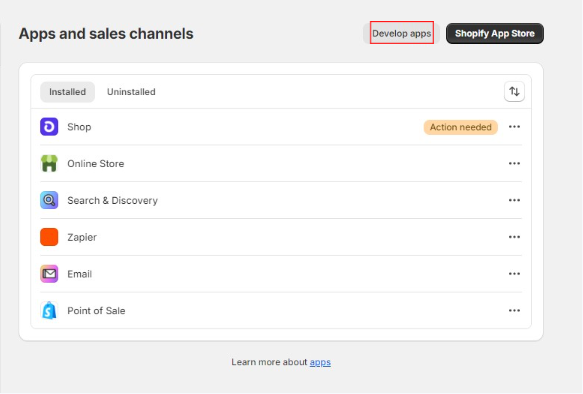 Apps and sales channels
Develop apps
Shopify App Store
Installed
Uninstalled
Shop
Action needed
Online Store
Search & Discovery
Zapier
Email
Point of Sale
Learn more about apps